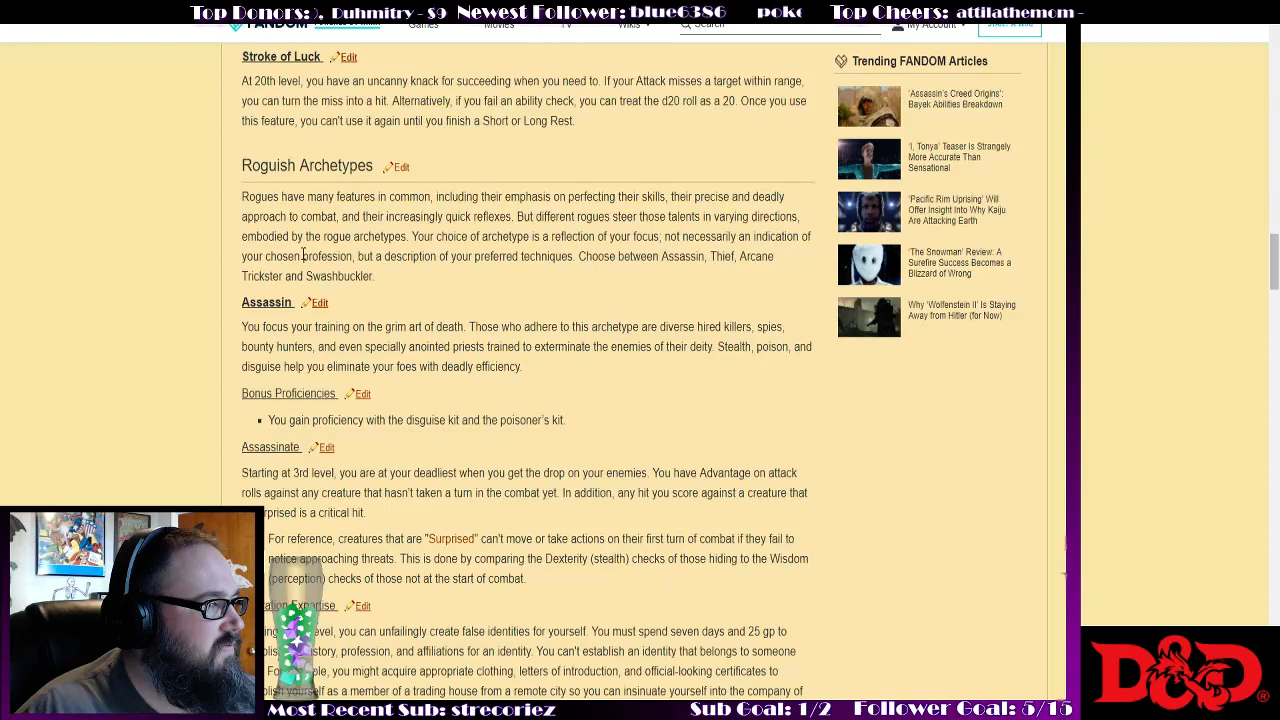 Top Donors: ), Duhmitry - $9 Newest Follower: blue6386 poke Top Cheers: attilathemom -
FANDOM Games Movies TV Wikis Search My Account START A WIKI
Stroke of Luck Edit
At 20th level, you have an uncanny knack for succeeding when you need to. If your Attack misses a target within range,
you can turn the miss into a hit. Alternatively, if you fail an ability check, you can treat the d20 roll as a 20. Once you use
this feature, you can't use it again until you finish a Short or Long Rest.
Roguish Archetypes Edit
Rogues have many features in common, including their emphasis on perfecting their skills, their precise and deadly
approach to combat, and their increasingly quick reflexes. But different rogues steer those talents in varying directions,
embodied by the rogue archetypes. Your choice of archetype is a reflection of your focus; not necessarily an indication of
your chosen profession, but a description of your preferred techniques. Choose between Assassin, Thief, Arcane
Trickster and Swashbuckler.
Assassin Edit
You focus your training on the grim art of death. Those who adhere to this archetype are diverse hired killers, spies,
bounty hunters, and even specially anointed priests trained to exterminate the enemies of their deity. Stealth, poison, and
disguise help you eliminate your foes with deadly efficiency.
Bonus Proficiencies Edit
You gain proficiency with the disguise kit and the poisoner's kit.
Assassinate Edit
Starting at 3rd level, you are at your deadliest when you get the drop on your enemies. You have Advantage on attack
rolls against any creature that hasn't taken a turn in the combat yet. In addition, any hit you score against a creature that
rprised is a critical hit.
For reference, creatures that are "Surprised" can't move or take actions on their first turn of combat if they fail to
notice approaching threats. This is done by comparing the Dexterity (stealth) checks of those hiding to the Wisdom
(perception) checks of those not at the start of combat.
ation Expertise Edit
level, you can unfailingly create false identities for yourself. You must spend seven days and 25 gp to
story, profession, and affiliations for an identity. You can't establish an identity that belongs to someone
le, you might acquire appropriate clothing, letters of introduction, and official-looking certificates to
blish yourself as a member of a trading house from a remote city so you can insinuate yourself into the company of
Trending FANDOM Articles
'Assassin's Creed Origins':
Bayek Abilities Breakdown
'I, Tonya' Teaser Is Strangely
More Accurate Than
Sensational
'Pacific Rim Uprising' Will
Offer Insight Into Why Kaiju
Are Attacking Earth
'The Snowman' Review: A
Surefire Success Becomes a
Blizzard of Wrong
Why 'Wolfenstein II' Is Staying
Away from Hitler (for Now)
D&D
Most Recent Sub: strecoriez Sub Goal: 1/2 Follower Goal: 5/15